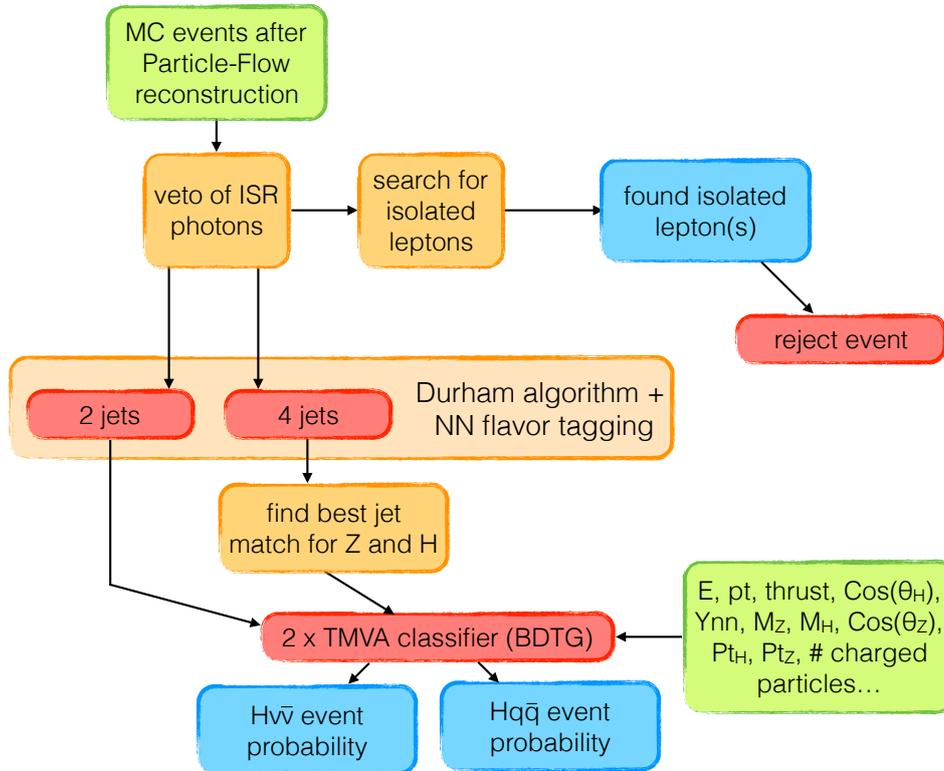 MC events after
Particle-Flow
reconstruction
veto of ISR
photons
search for
isolated
leptons
found isolated
lepton(s)
reject event
Durham algorithm +
NN flavor tagging
2 jets
4 jets
find best jet
match for Z and H
E, pt, thrust, Cos(θH),
Ynn, MZ, MH, Cos(θZ),
PtH, PtZ, # charged
particles…
2 x TMVA classifier (BDTG)
Hνν̄ event
probability
Hqq̄ event
probability